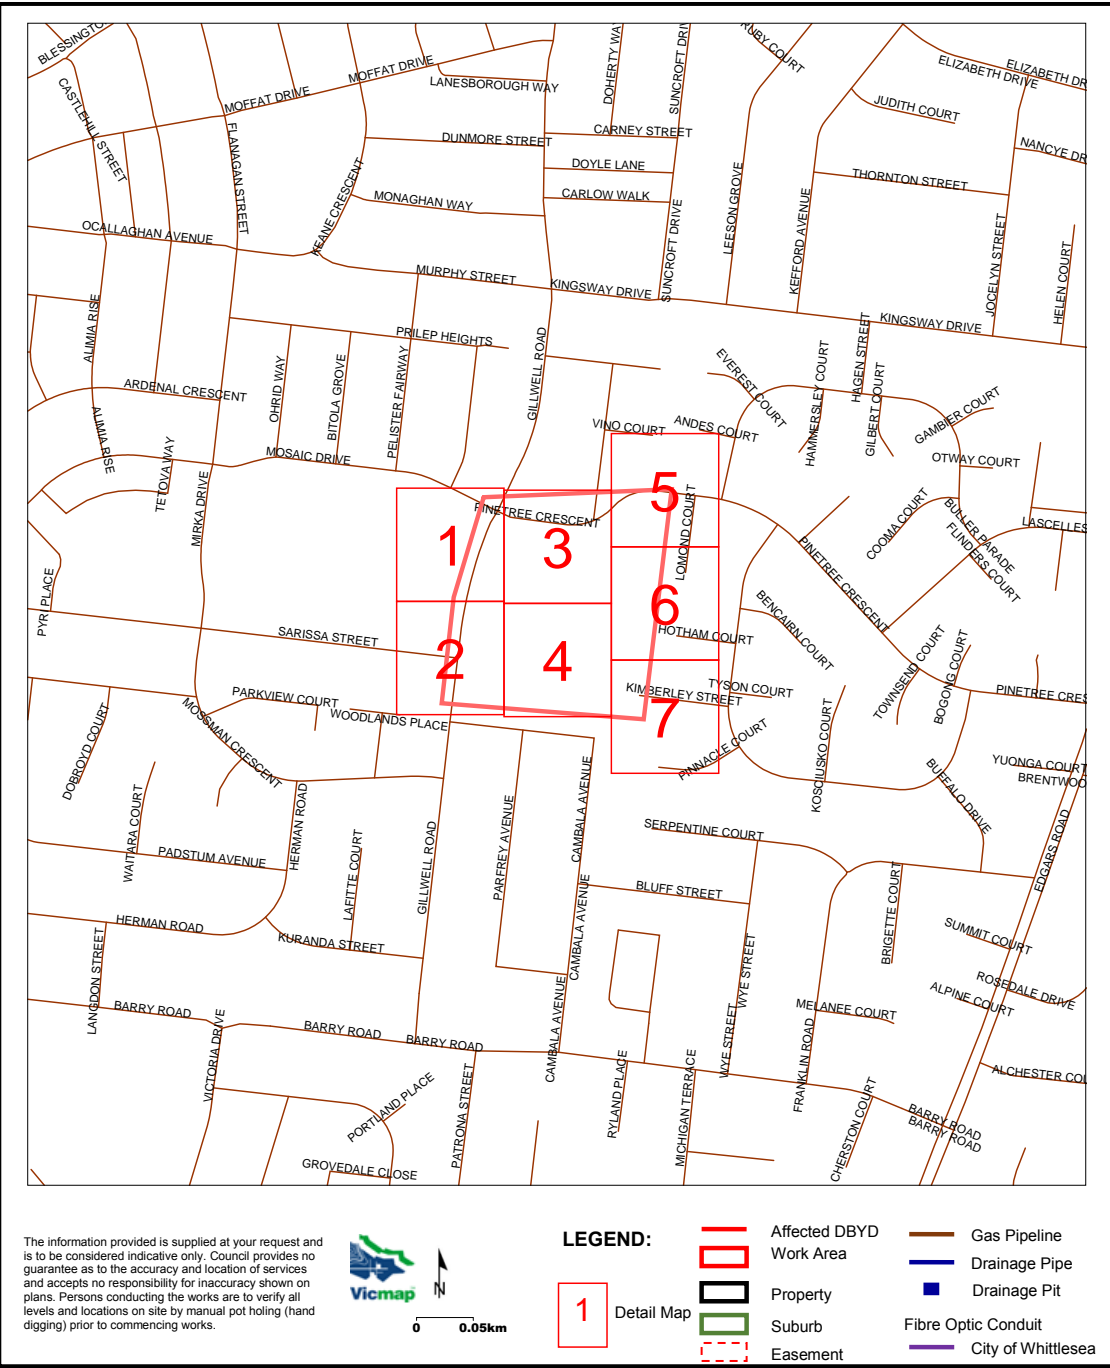 BLESSINGTO
CASTLEHILL STREET
MOFFAT DRIVE
MOFFAT DRIVE
LANESBOROUGH WAY
DOHERTY WA
SUNCROFT DRIV
RUBY COURT
ELIZABETH DRIVE
ELIZABETH DR
JUDITH COURT
FLANAGAN STREET
DUNMORE STREET
CARNEY STREET
NANCYE DR
DOYLE LANE
THORNTON STREET
KEANE CRESCENT
MONAGHAN WAY
CARLOW WALK
LEESON GROVE
KEFFORD AVENUE
OCALLAGHAN AVENUE
SUNCROFT DRIVE
JOCELYN STREET
HELEN COURT
MURPHY STREET
KINGSWAY DRIVE
KINGSWAY DRIVE
ALIMIA RISE
PRILEP HEIGHTS
GILLWELL ROAD
HAGEN STREET
ARDENAL CRESCENT
OHRID WAY
BITOLA GROVE
PELISTER FAIRWAY
EVEREST COURT
HAMMERSLEY COURT
GILBERT COURT
GAMBIER COURT
ALIMIA RISE
VINO COURT
ANDES COURT
TETOVA WAY
MOSAIC DRIVE
OTWAY COURT
MIRKA DRIVE
5
PINETREE CRESCENT
LOMOND COURT
COOMA COURT
BULLER PARADE
FLINDERS COURT
LASCELLES
1
3
PINETREE CRESCENT
PYRI PLACE
6
BENCAIRN COURT
SARISSA STREET
HOTHAM COURT
TOWNSEND COURT
BOGONG COURT
2
4
PARKVIEW COURT
KIMBERLEY STREET
TYSON COURT
PINETREE CRES
DOBROYD COURT
MOSSMAN CRESCENT
WOODLANDS PLACE
7
PINNACLE COURT
KOSCIUSKO COURT
BUFFALO DRIVE
YUONGA COURT
BRENTWOO
WAITARA COURT
HERMAN ROAD
PARFREY AVENUE
CAMBALA AVENUE
SERPENTINE COURT
EDGARS ROAD
PADSTUM AVENUE
LAFITTE COURT
GILLWELL ROAD
BLUFF STREET
BRIGETTE COURT
HERMAN ROAD
KURANDA STREET
CAMBALA AVENUE
WYE STREET
SUMMIT COURT
LANGDON STREET
ROSEDALE DRIVE
ALPINE COURT
BARRY ROAD
BARRY ROAD
BARRY ROAD
CAMBALA AVENUE
WYE STREET
MELANEE COURT
FRANKLIN ROAD
VICTORIA DRIVE
PATRONA STREET
RYLAND PLACE
MICHIGAN TERRACE
ALCHESTER COU
PORTLAND PLACE
CHERSTON COURT
BARRY ROAD
BARRY ROAD
GROVEDALE CLOSE
The information provided is supplied at your request and
is to be considered indicative only. Council provides no
guarantee as to the accuracy and location of services
and accepts no responsibility for inaccuracy shown on
plans. Persons conducting the works are to verify all
levels and locations on site by manual pot holing (hand
digging) prior to commencing works.
Vicmap
N
0 0.05km
LEGEND:
1
Detail Map
Affected DBYD
Work Area
Property
Suburb
Easement
Gas Pipeline
Drainage Pipe
Drainage Pit
Fibre Optic Conduit
City of Whittlesea